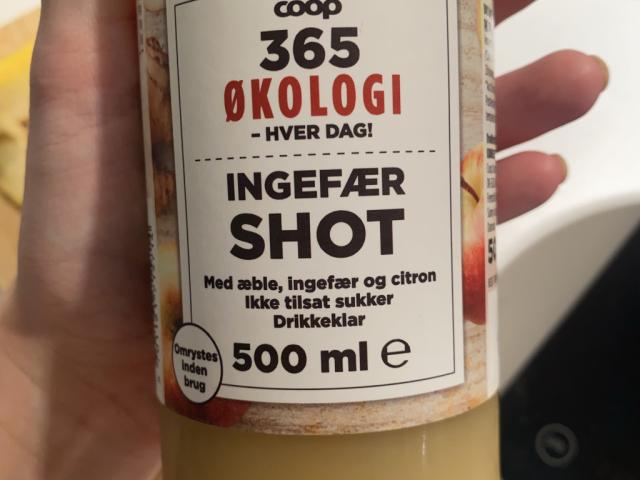 coop
365
ØKOLOGI
– HVER DAG!
INGEFÆR
SHOT
Med æble, ingefær og citron
Ikke tilsat sukker
Drikkeklar
Omrystes
inden
brug
500 ml ℮